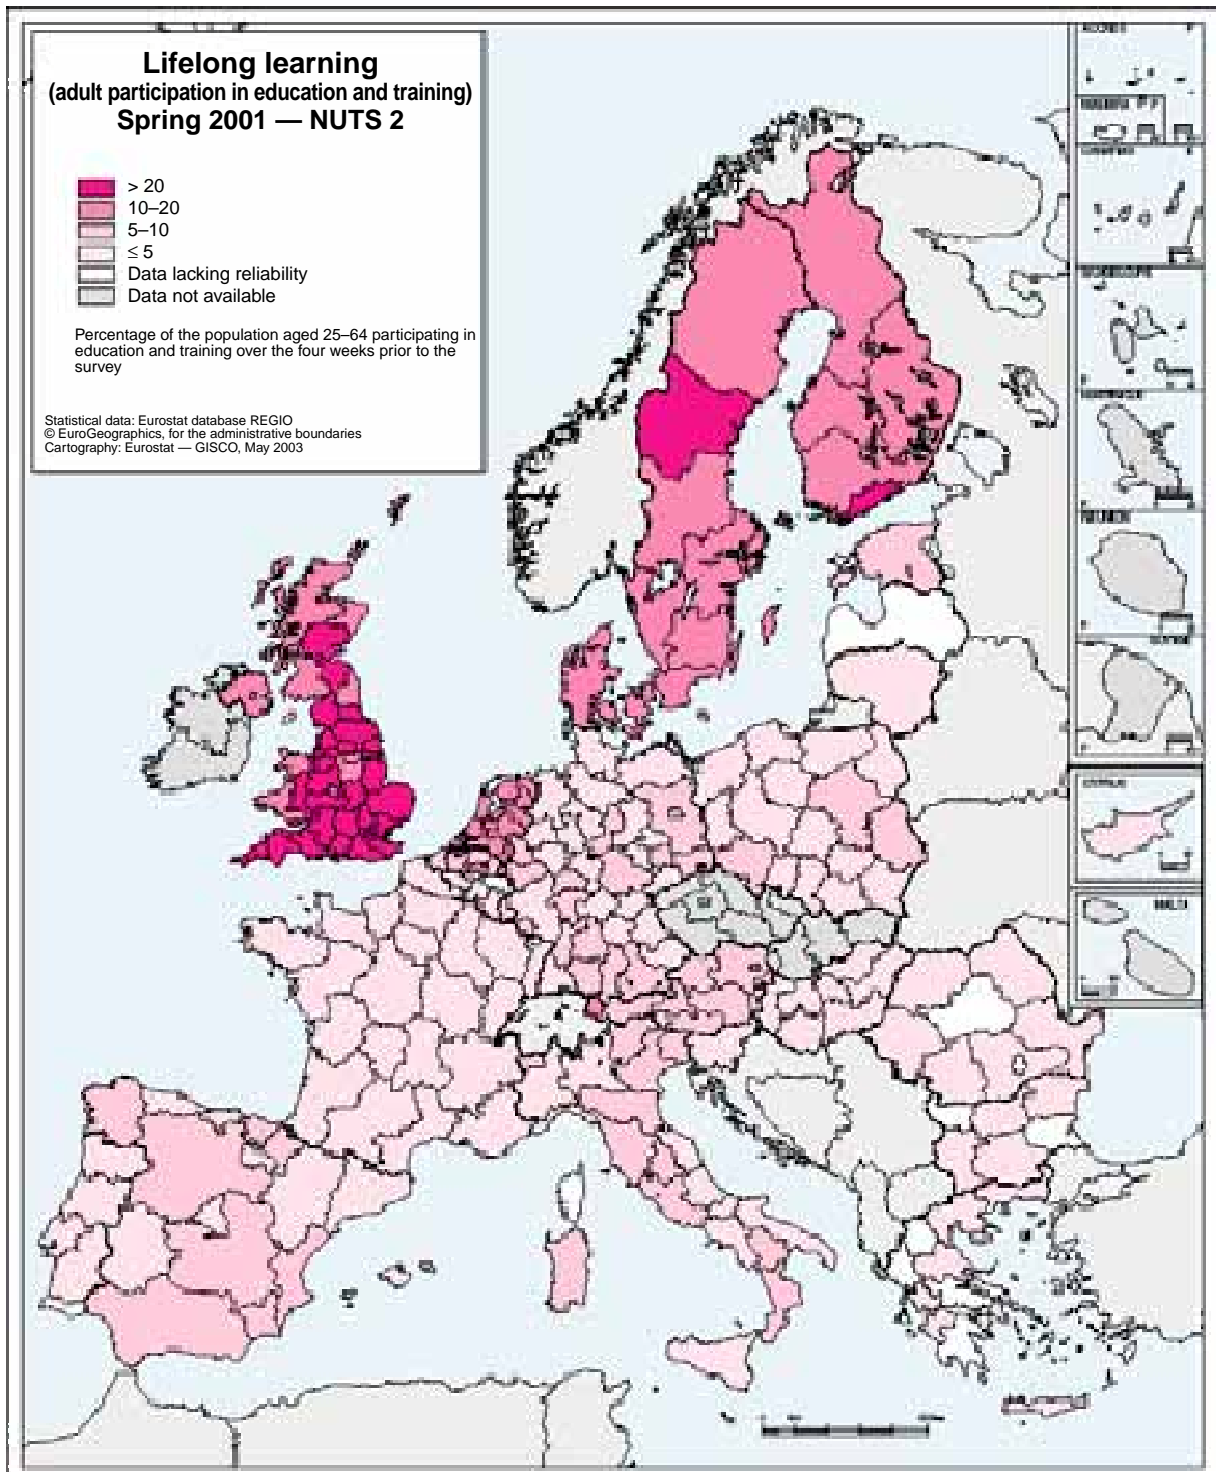 Lifelong learning
(adult participation in education and training)
Spring 2001 — NUTS 2
> 20
10–20
5–10
≤ 5
Data lacking reliability
Data not available
Percentage of the population aged 25–64 participating in
education and training over the four weeks prior to the
survey
Statistical data: Eurostat database REGIO
© EuroGeographics, for the administrative boundaries
Cartography: Eurostat — GISCO, May 2003